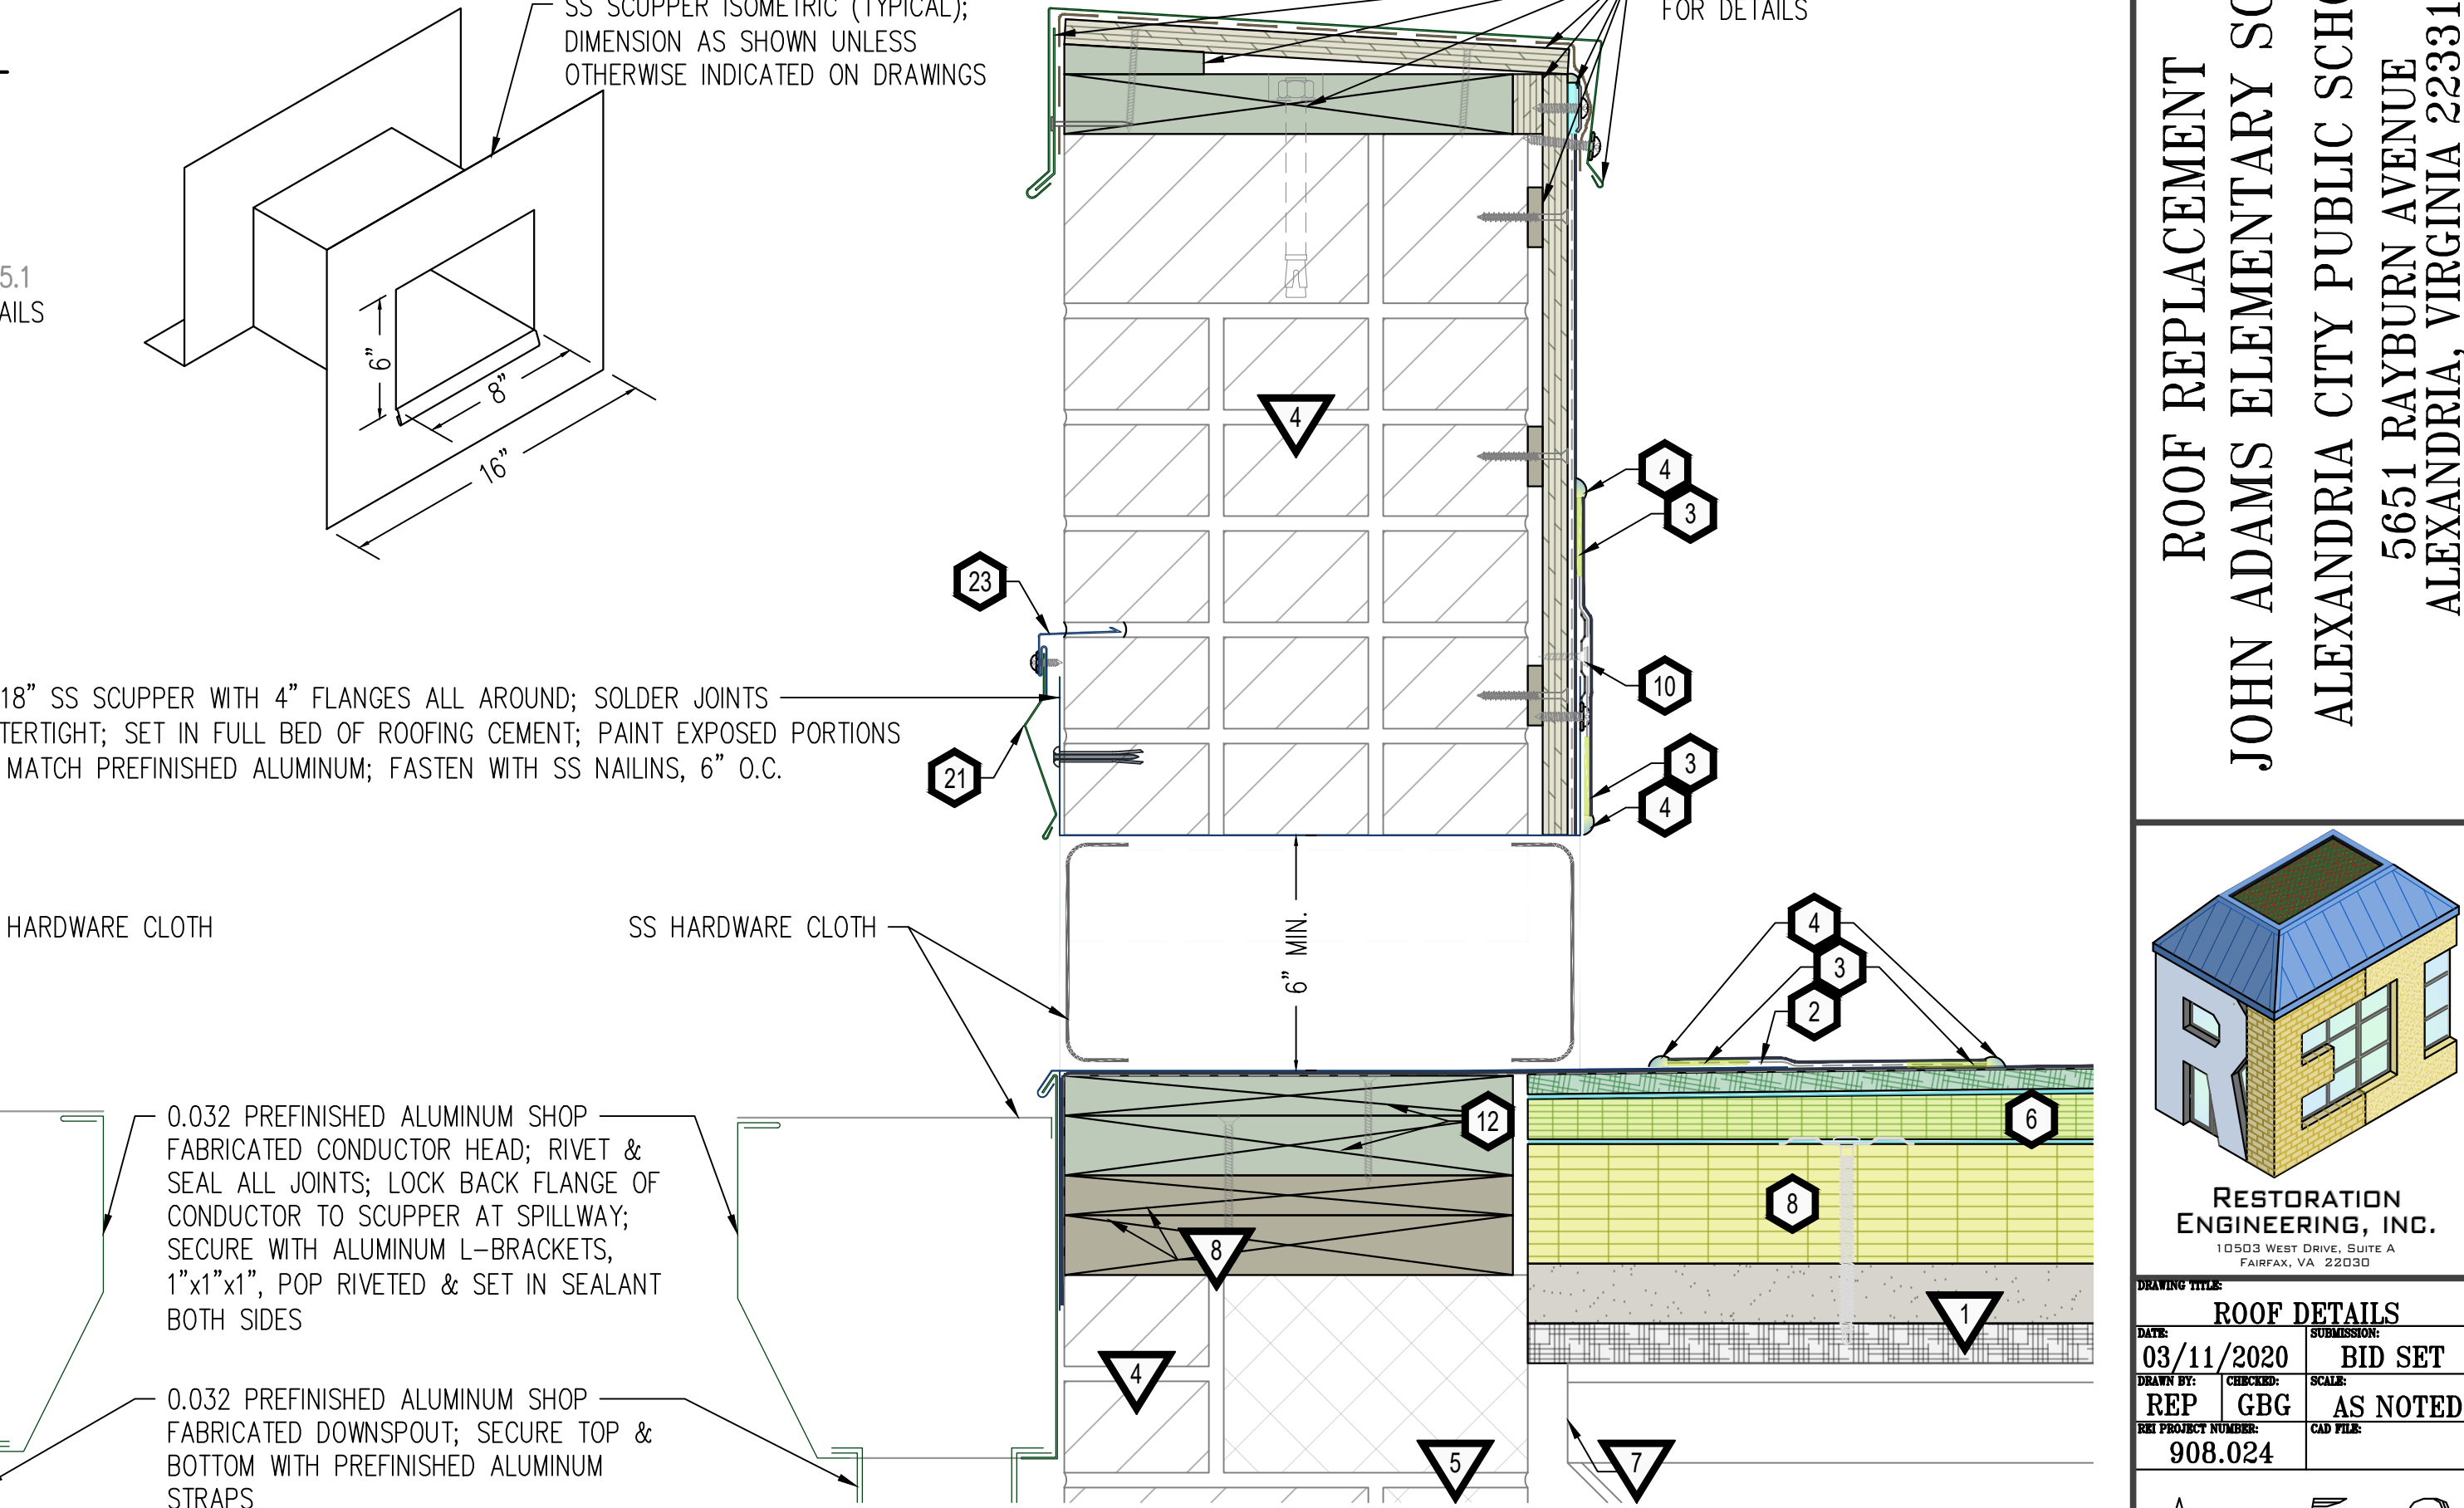 SS SCUPPER ISOMETRIC (TYPICAL);
DIMENSION AS SHOWN UNLESS
OTHERWISE INDICATED ON DRAWINGS
FOR DETAILS
5.1
AILS
6"
8"
16"
4
4
3
23
10
18" SS SCUPPER WITH 4" FLANGES ALL AROUND; SOLDER JOINTS
TERTIGHT; SET IN FULL BED OF ROOFING CEMENT; PAINT EXPOSED PORTIONS
MATCH PREFINISHED ALUMINUM; FASTEN WITH SS NAILINS, 6" O.C.
21
3
4
HARDWARE CLOTH
SS HARDWARE CLOTH
6" MIN.
4
3
2
0.032 PREFINISHED ALUMINUM SHOP
FABRICATED CONDUCTOR HEAD; RIVET &
SEAL ALL JOINTS; LOCK BACK FLANGE OF
CONDUCTOR TO SCUPPER AT SPILLWAY;
SECURE WITH ALUMINUM L-BRACKETS,
1"x1"x1", POP RIVETED & SET IN SEALANT
BOTH SIDES
12
6
8
8
1
4
5
7
0.032 PREFINISHED ALUMINUM SHOP
FABRICATED DOWNSPOUT; SECURE TOP &
BOTTOM WITH PREFINISHED ALUMINUM
STRAPS
ROOF REPLACEMENT
JOHN ADAMS ELEMENTARY SC
ALEXANDRIA CITY PUBLIC SCHO
5651 RAYBURN AVENUE
ALEXANDRIA, VIRGINIA 22331
REI
RESTORATION
ENGINEERING, INC.
10503 WEST DRIVE, SUITE A
FAIRFAX, VA 22030
DRAWING TITLE:
ROOF DETAILS
DATE:
03/11/2020
SUBMISSION:
BID SET
DRAWN BY:
REP
CHECKED:
GBG
SCALE:
AS NOTED
REI PROJECT NUMBER:
908.024
CAD FILE: